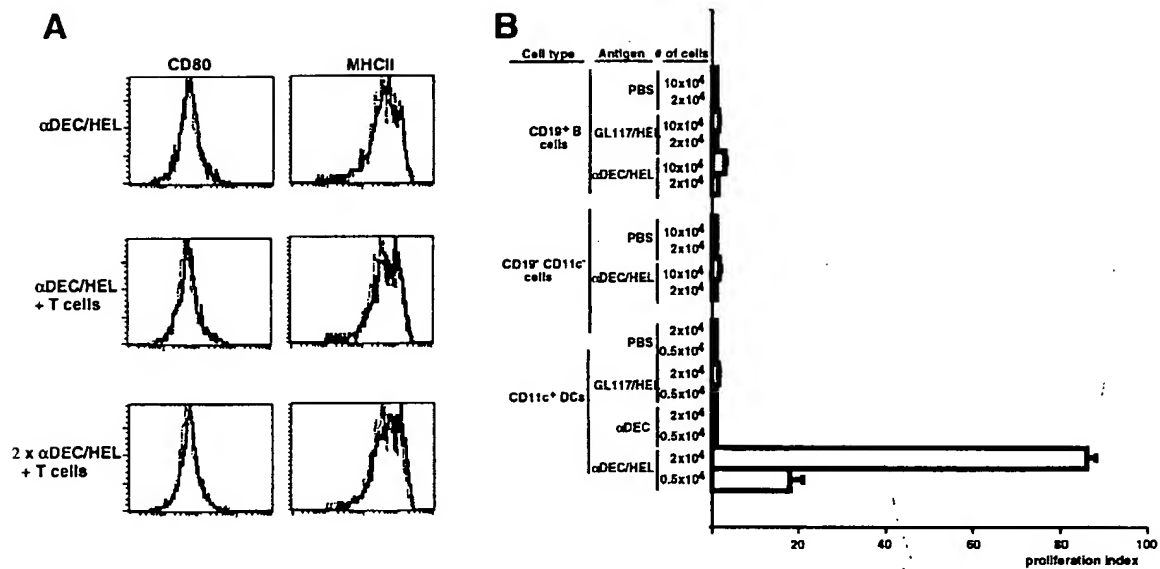 A
CD80
MHCII
αDEC/HEL
αDEC/HEL
+ T cells
2 x αDEC/HEL
+ T cells
B
Cell type Antigen # of cells
CD19⁺ B
cells
PBS
10x10⁴
2x10⁴
GL117/HEL
10x10⁴
2x10⁴
αDEC/HEL
10x10⁴
2x10⁴
CD19⁻ CD11c⁻
cells
PBS
10x10⁴
2x10⁴
αDEC/HEL
10x10⁴
2x10⁴
CD11c⁺ DCs
PBS
2x10⁴
0.5x10⁴
GL117/HEL
2x10⁴
0.5x10⁴
αDEC
2x10⁴
0.5x10⁴
αDEC/HEL
2x10⁴
0.5x10⁴
20 40 60 80 100
proliferation index